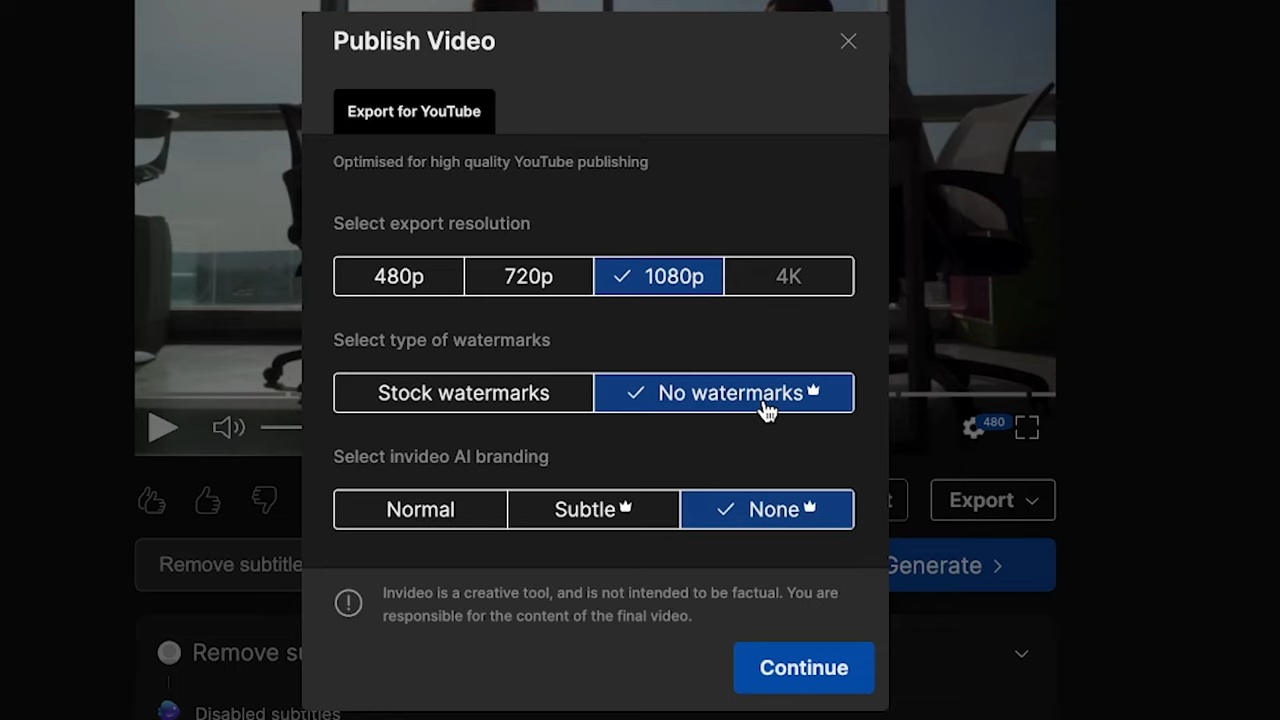 Publish Video
Export for YouTube
Optimised for high quality YouTube publishing
Select export resolution
480p 720p 1080p 4K
Select type of watermarks
Stock watermarks No watermarks
480
Select invideo AI branding
Normal Subtle None
Export
Remove subtitle
Generate
Invideo is a creative tool, and is not intended to be factual. You are
responsible for the content of the final video.
Remove su
Continue
Disabled subtitles